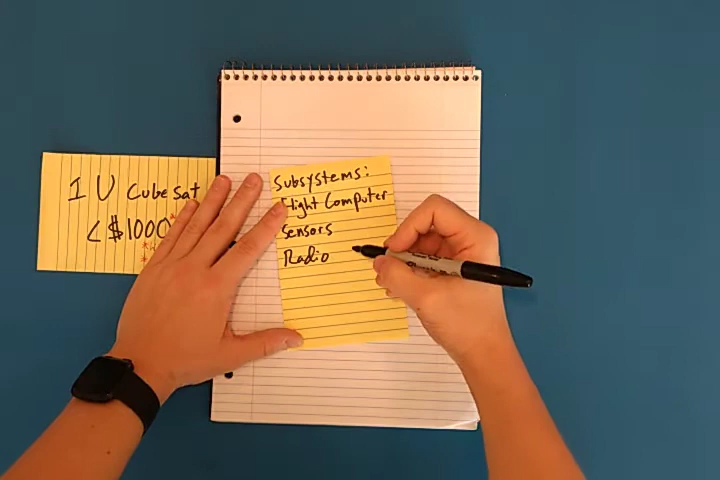 1 U Cubesat
< $1000
Subsystems:
Flight Computer
Sensors
Radio